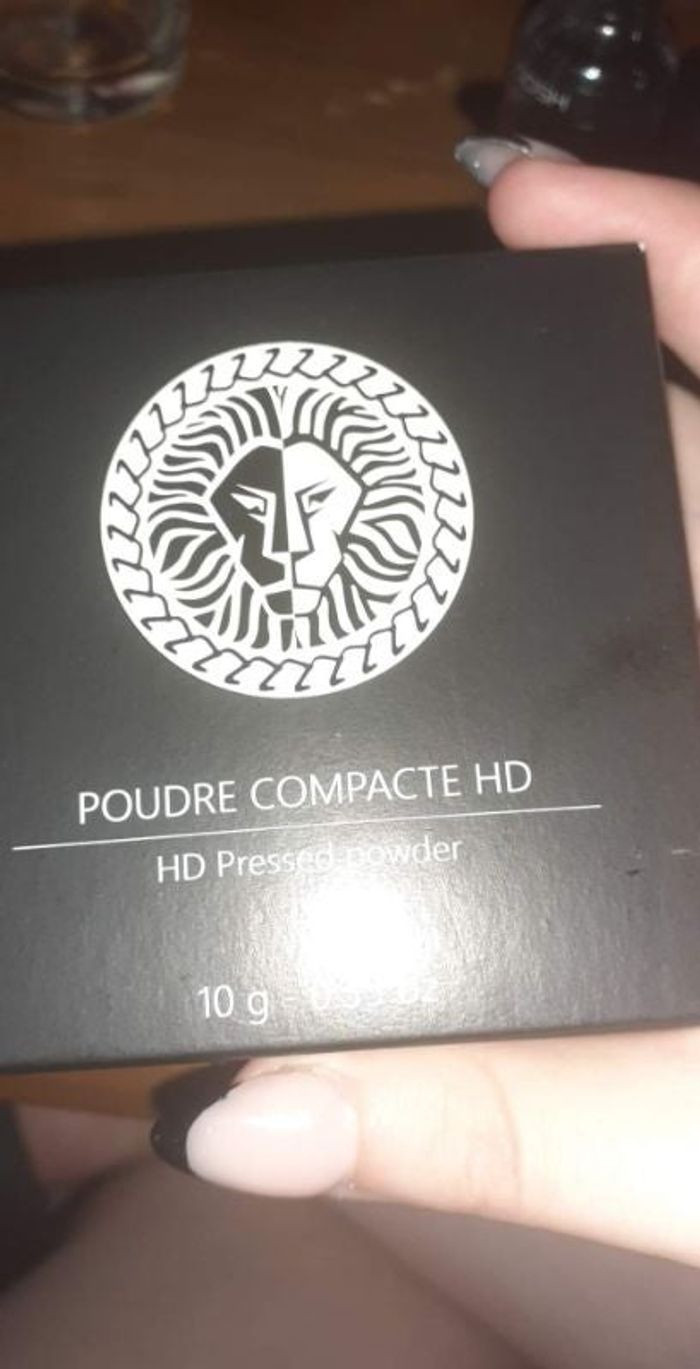 POUDRE COMPACTE HD
HD Pressed powder
10 g -